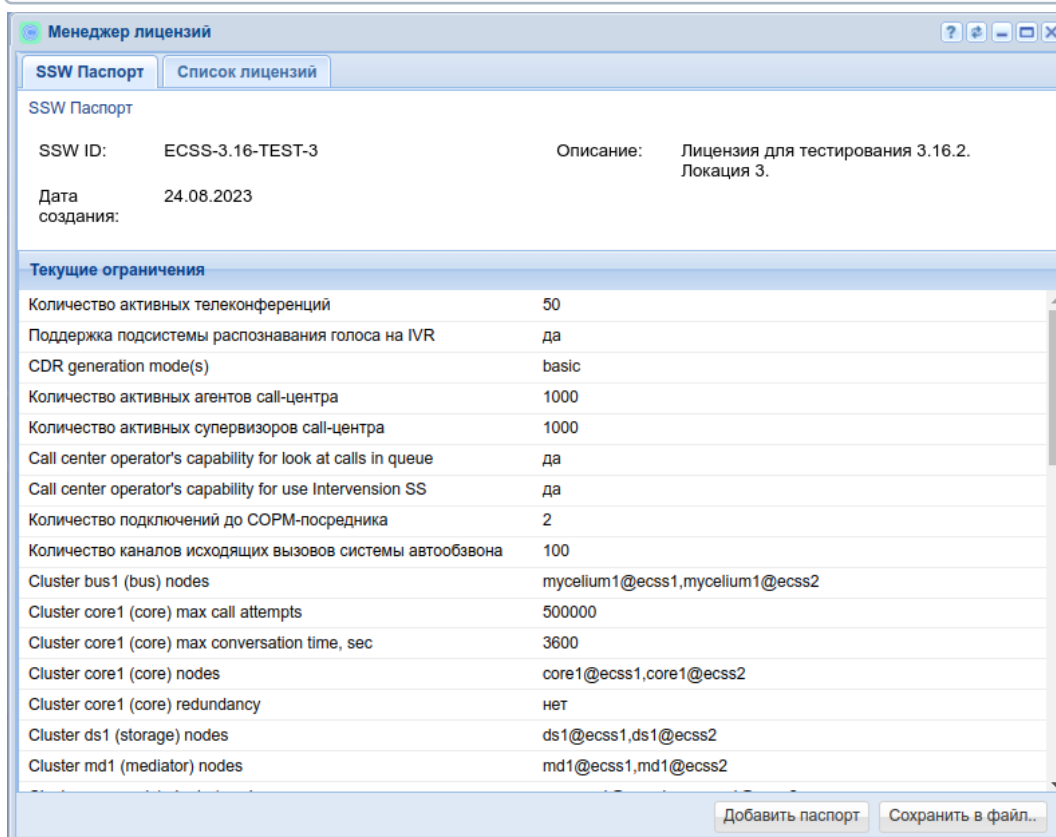 Менеджер лицензий
SSW Паспорт Список лицензий
SSW Паспорт
SSW ID: ECSS-3.16-TEST-3 Описание: Лицензия для тестирования 3.16.2.
Локация 3.
Дата 24.08.2023
создания:
Текущие ограничения
Количество активных телеконференций 50
Поддержка подсистемы распознавания голоса на IVR да
CDR generation mode(s) basic
Количество активных агентов call-центра 1000
Количество активных супервизоров call-центра 1000
Call center operator's capability for look at calls in queue да
Call center operator's capability for use Intervension SS да
Количество подключений до СОРМ-посредника 2
Количество каналов исходящих вызовов системы автообзвона 100
Cluster bus1 (bus) nodes mycelium1@ecss1,mycelium1@ecss2
Cluster core1 (core) max call attempts 500000
Cluster core1 (core) max conversation time, sec 3600
Cluster core1 (core) nodes core1@ecss1,core1@ecss2
Cluster core1 (core) redundancy нет
Cluster ds1 (storage) nodes ds1@ecss1,ds1@ecss2
Cluster md1 (mediator) nodes md1@ecss1,md1@ecss2
Добавить паспорт Сохранить в файл..